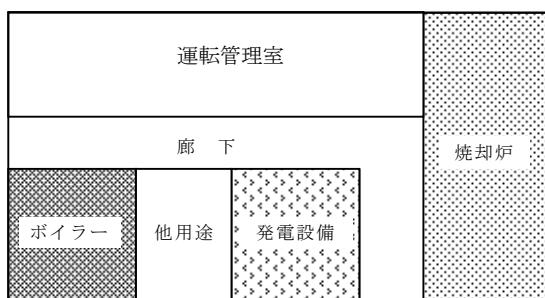 運転管理室
廊　下
焼却炉
ボイラー
他用途
発電設備